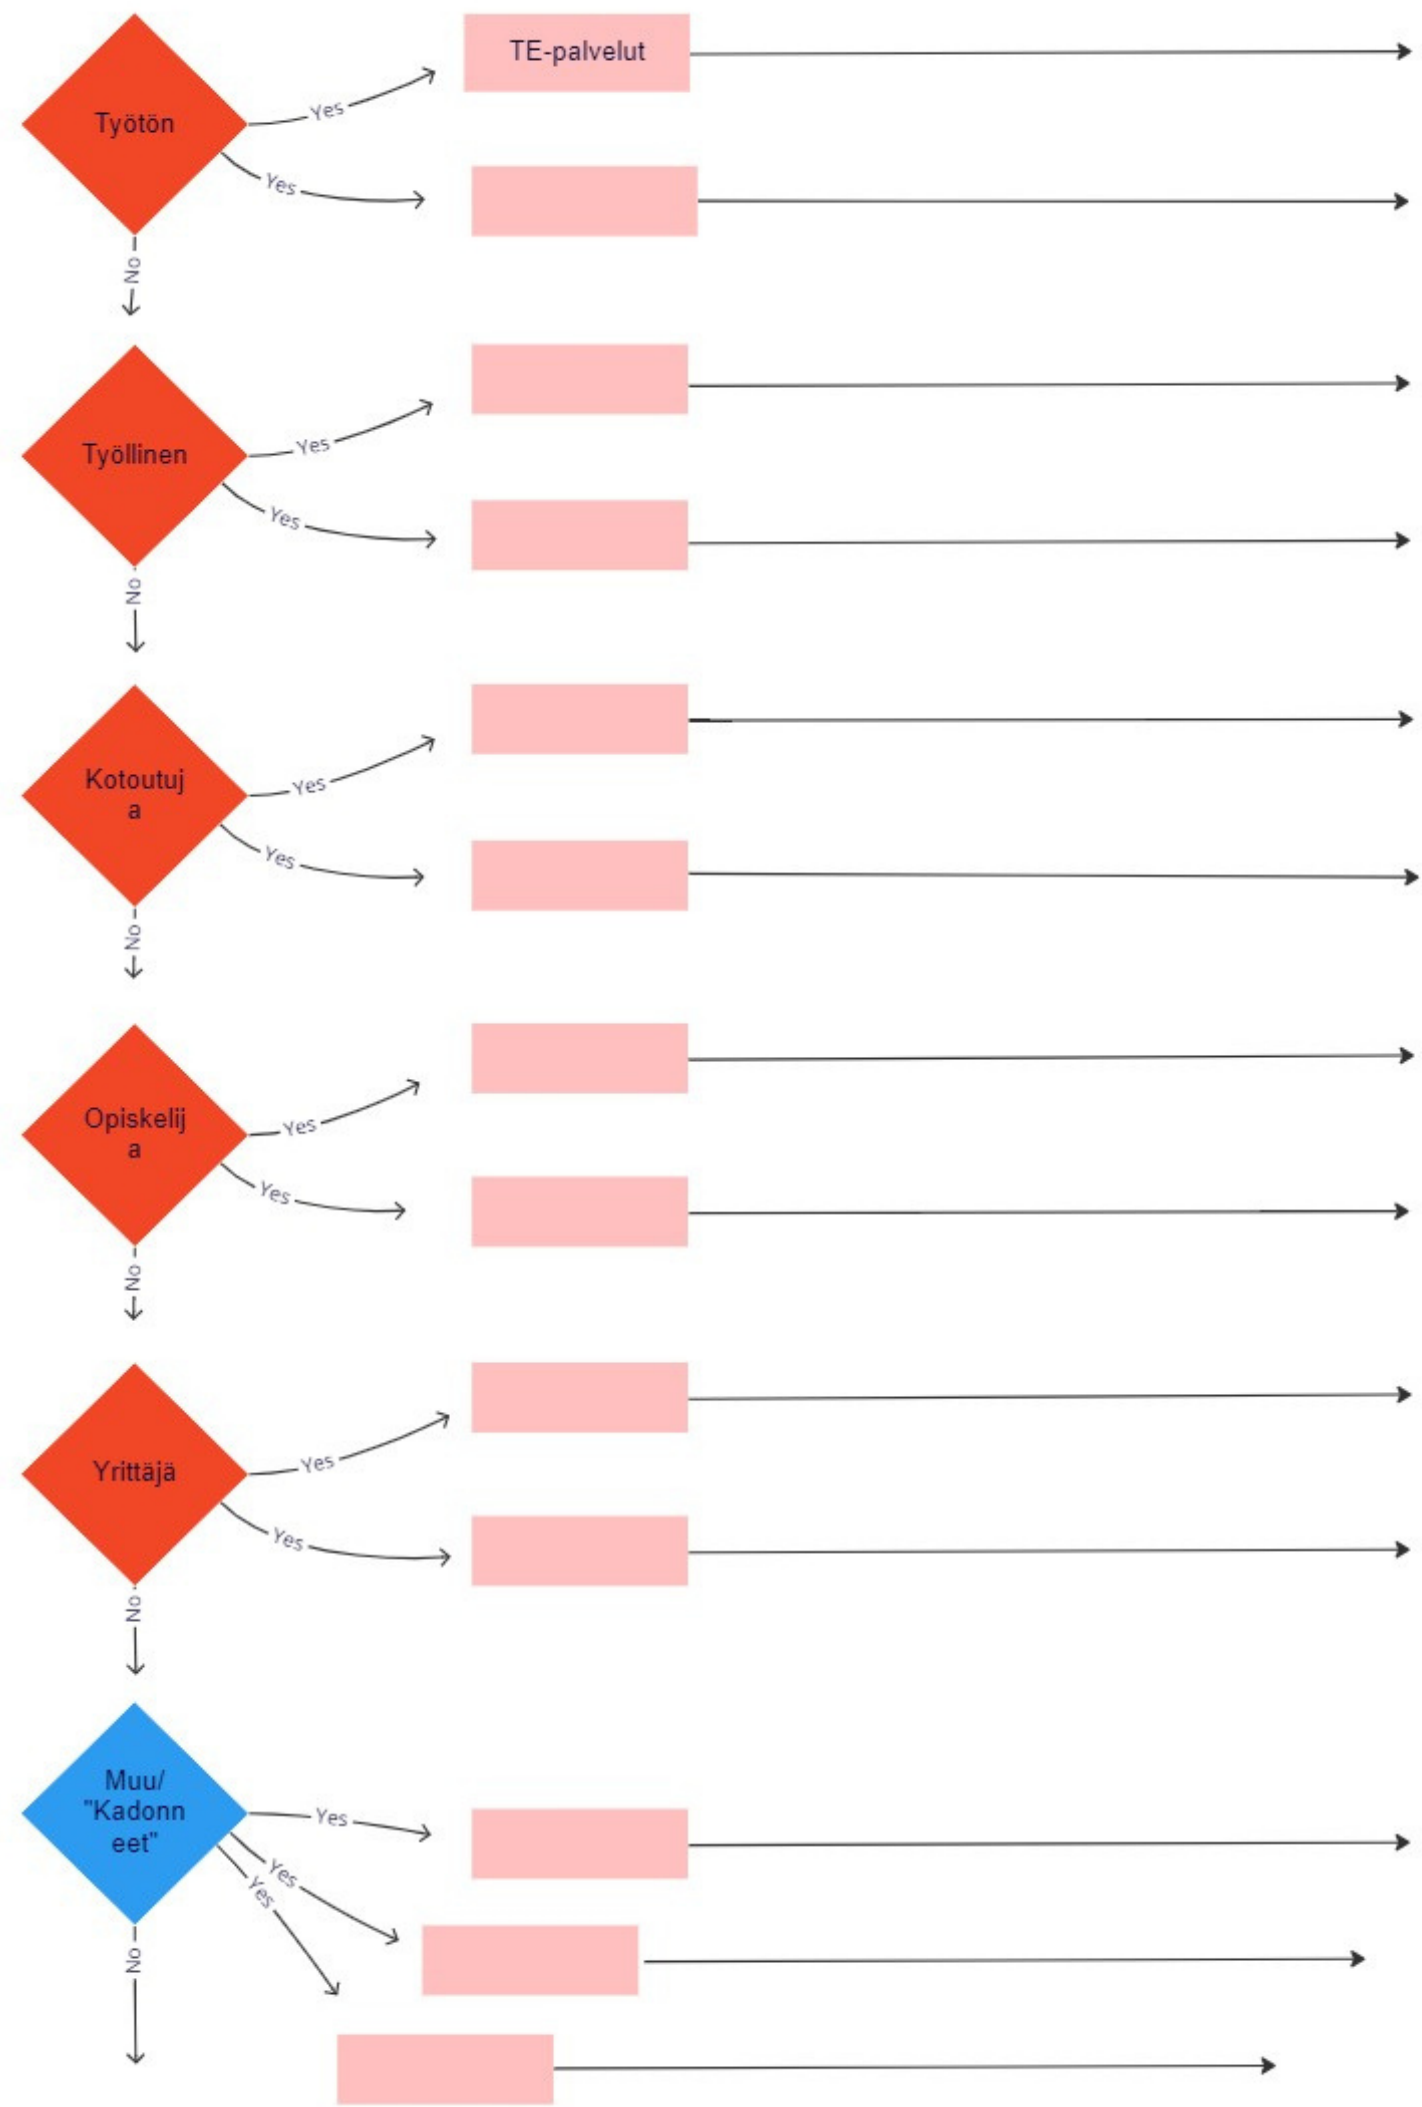 TE-palvelut
Yes
Työtön
Yes
No
Yes
Työllinen
Yes
No
Kotoutuj
a
Yes
Yes
No
Opiskelij
a
Yes
Yes
No
Yes
Yrittäjä
Yes
No
Muu/
"Kadonn
eet"
Yes
Yes
Yes
No